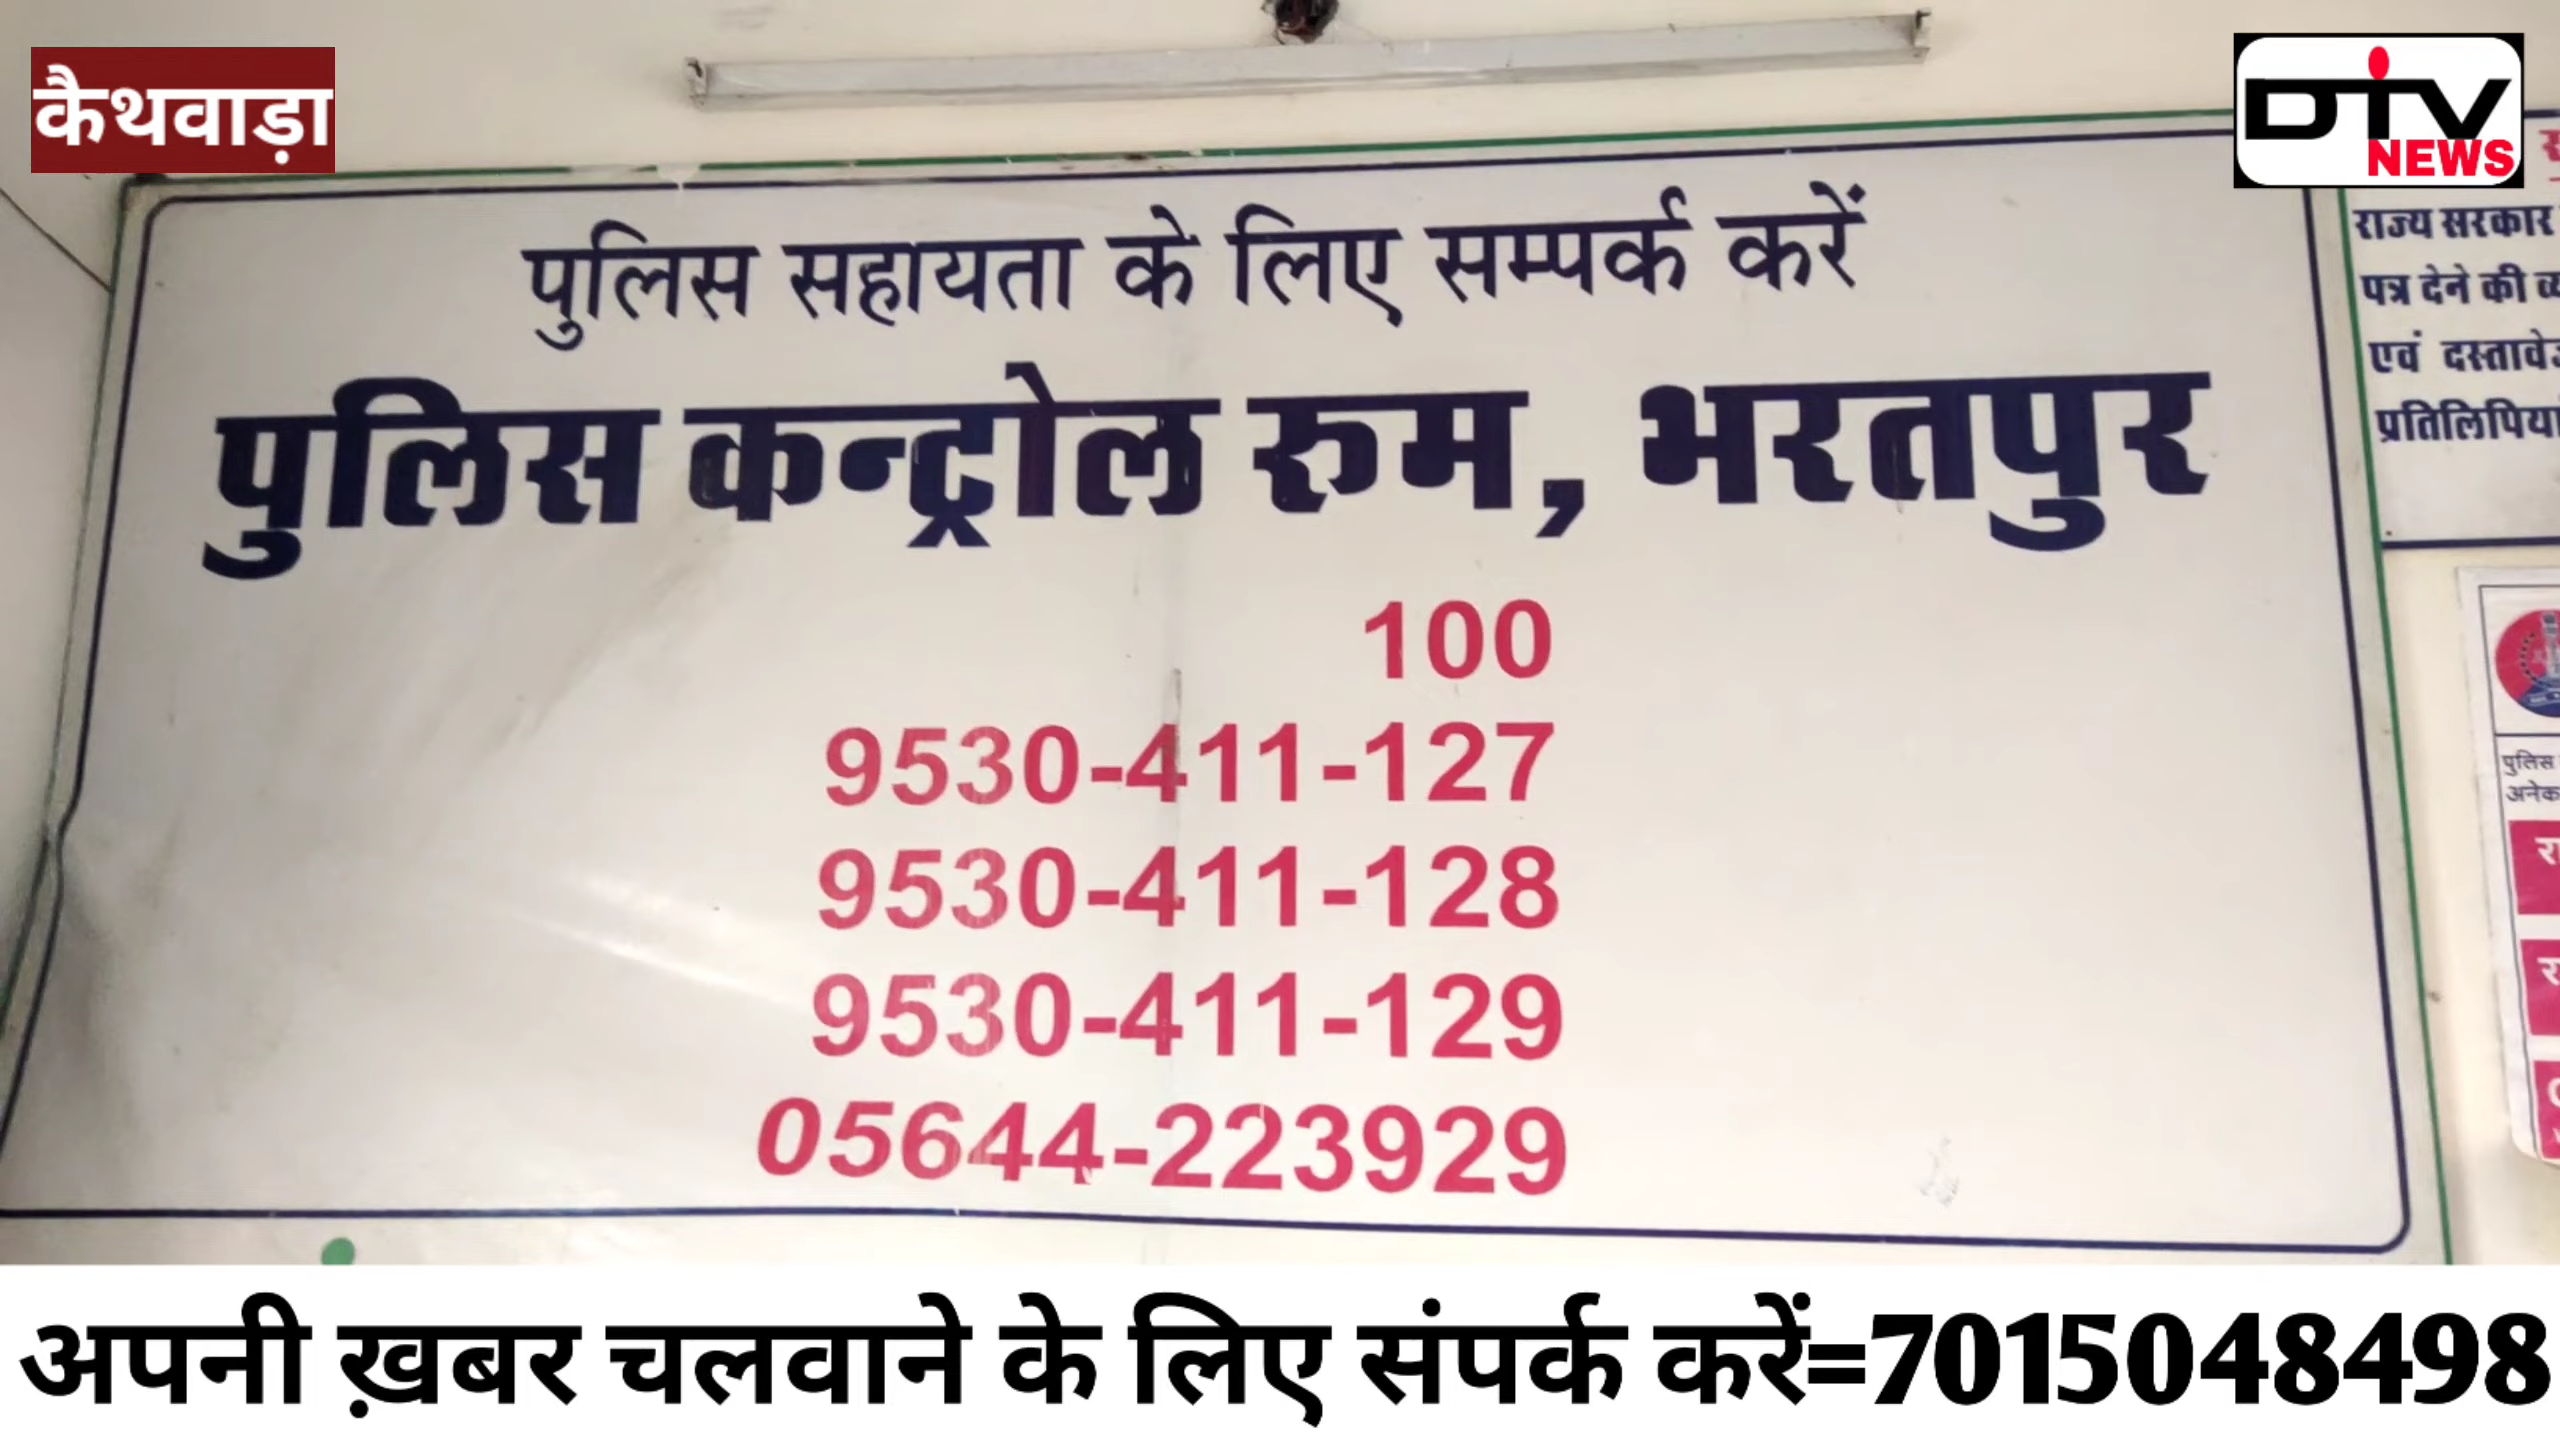 कैथवाड़ा
DTV
NEWS
पुलिस सहायता के लिए सम्पर्क करें
पुलिस कन्ट्रोल रुम, भरतपुर
100
9530-411-127
9530-411-128
9530-411-129
05644-223929
राज्य सरकार
पत्र देने की
एवं
प्रतिलिपियां
पुलिस
अनेक
अपनी ख़बर चलवाने के लिए संपर्क करें=7015048498